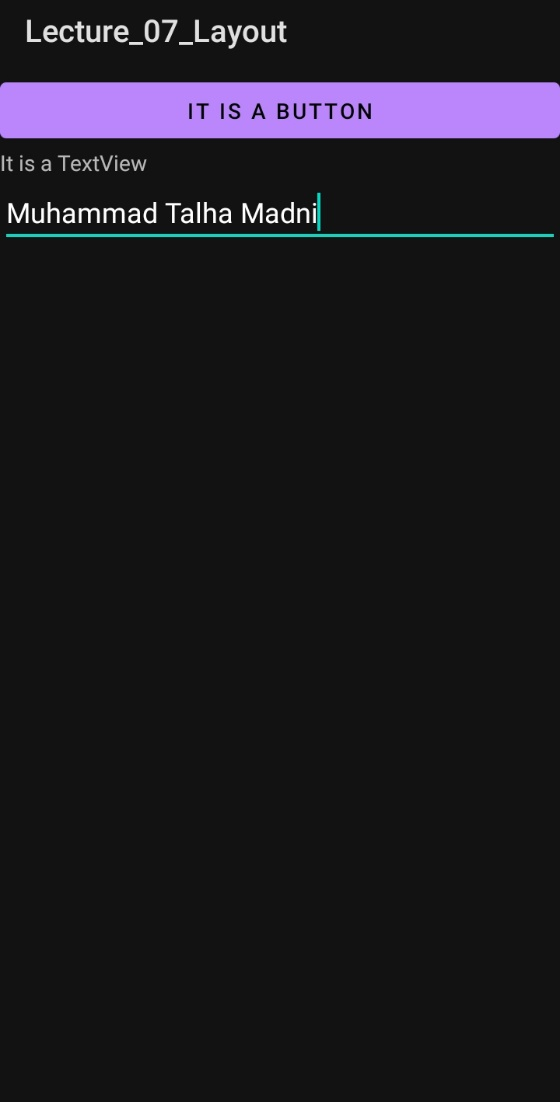 Lecture_07_Layout
IT IS A BUTTON
It is a TextView
Muhammad Talha Madni